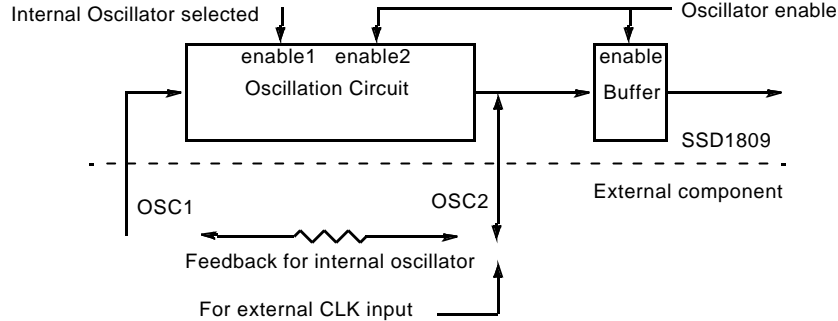 Internal Oscillator selected
Oscillator enable
enable1 enable2
enable
Oscillation Circuit
Buffer
SSD1809
External component
OSC1
OSC2
Feedback for internal oscillator
For external CLK input